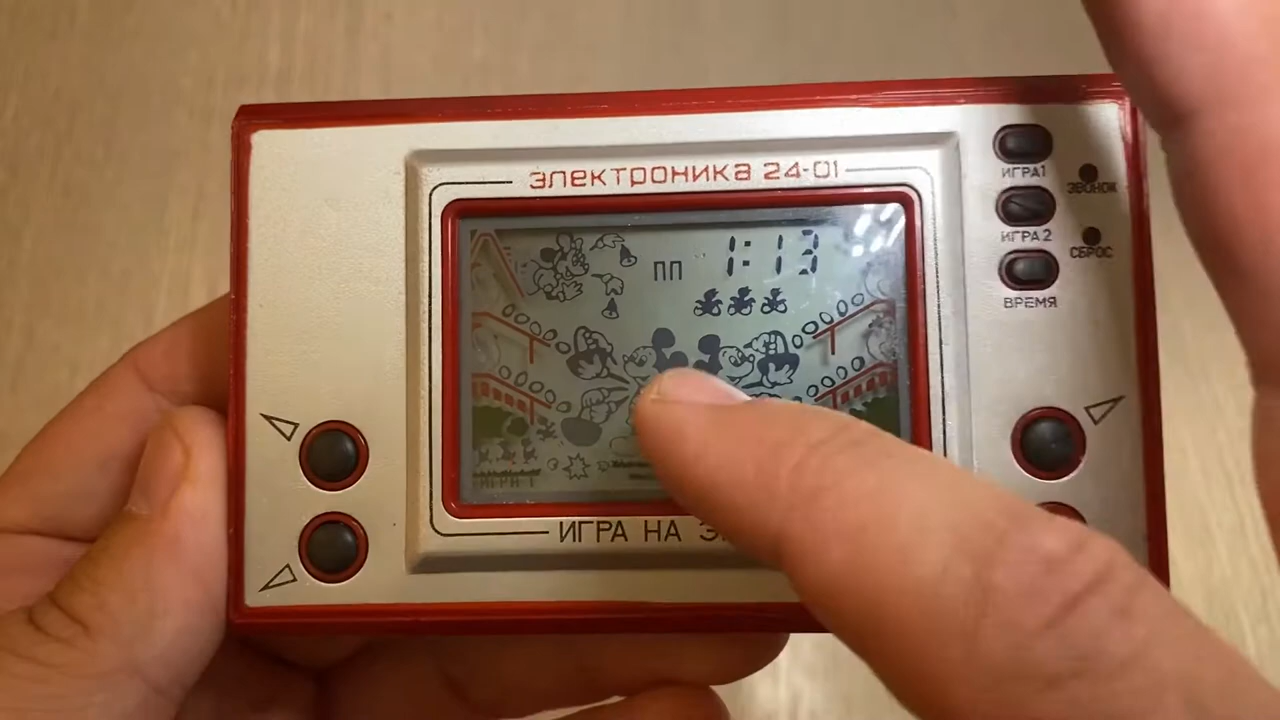 электроника 24-01
ИГРА1
ЗВОНОК
ИГРА 2
СБРОС
ВРЕМЯ
ПП 1:13
ИГРА НА